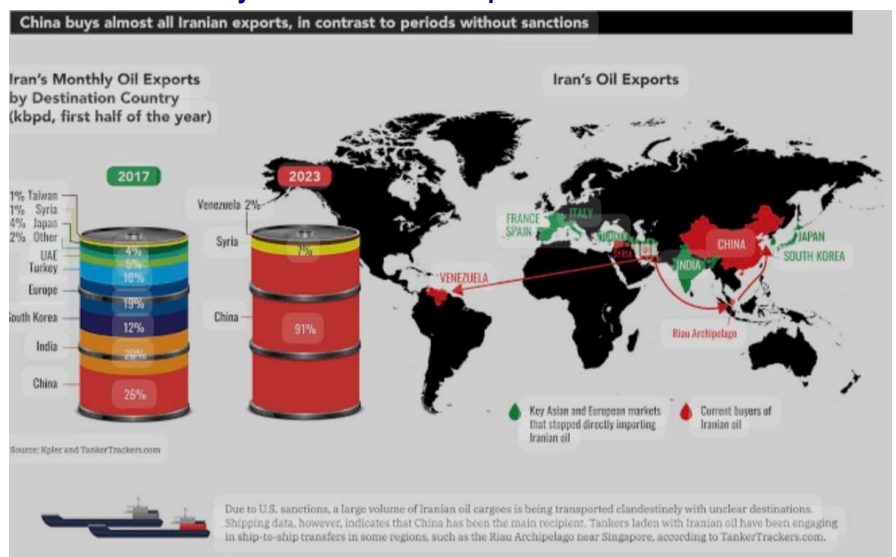 China buys almost all Iranian exports, in contrast to periods without sanctions
Iran's Monthly Oil Exports
by Destination Country
(kbpd, first half of the year)
2017
1% Taiwan
1% Syria
4% Japan
2% Other
UAE
Turkey
Europe
South Korea
India
China
4%
5%
16%
19%
12%
20%
26%
2023
Venezuela 2%
Syria
China
7%
91%
Iran's Oil Exports
FRANCE
SPAIN
ITALY
VENEZUELA
CHINA
INDIA
JAPAN
SOUTH KOREA
Riau Archipelago
Key Asian and European markets
that stopped directly importing
Iranian oil
Current buyers of
Iranian oil
Source: Kpler and TankerTrackers.com
Due to U.S. sanctions, a large volume of Iranian oil cargoes is being transported clandestinely with unclear destinations.
Shipping data, however, indicates that China has been the main recipient. Tankers laden with Iranian oil have been engaging
in ship-to-ship transfers in some regions, such as the Riau Archipelago near Singapore, according to TankerTrackers.com.